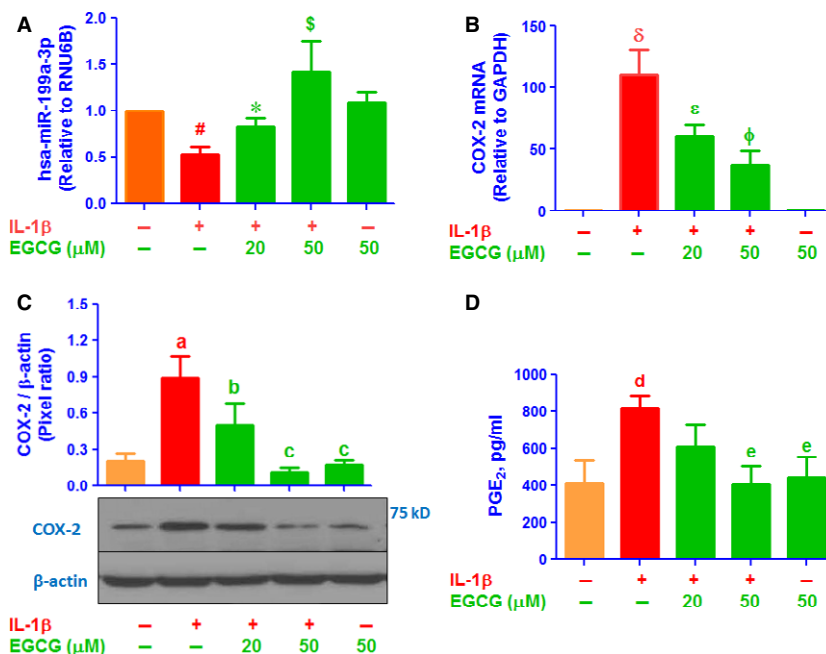 A
hsa-miR-199a-3p
(Relative to RNU6B)
2.0
1.5
1.0
0.5
0.0
#
*
$
IL-1β – + + + –
EGCG (μM) – – 20 50 50
B
COX-2 mRNA
(Relative to GAPDH)
150
100
50
0
δ
ε
ϕ
IL-1β – + + + –
EGCG (μM) – – 20 50 50
C
COX-2 / β-actin
(Pixel ratio)
1.5
1.2
0.9
0.6
0.3
0.0
a
b
c
c
75 kD
COX-2
β-actin
IL-1β – + + + –
EGCG (μM) – – 20 50 50
D
PGE₂, pg/ml
1000
800
600
400
200
0
d
e
e
IL-1β – + + + –
EGCG (μM) – – 20 50 50